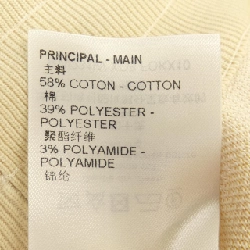 PRINCIPAL - MAIN
主料
58% COTON - COTTON
棉
39% POLYESTER -
POLYESTER
聚酯纤维
3% POLYAMIDE -
POLYAMIDE
锦纶